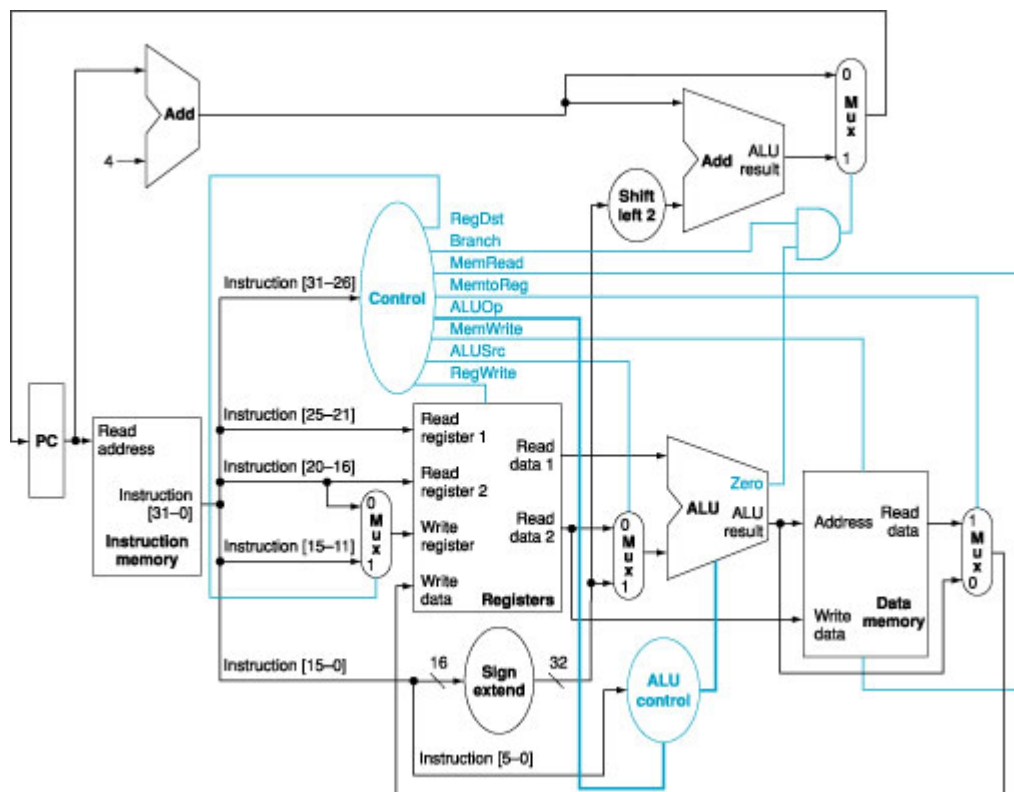 0
M
u
x
1
Add
ALU
result
Add
4
Shift
left 2
RegDst
Branch
MemRead
MemtoReg
ALUOp
MemWrite
ALUSrc
RegWrite
Control
Instruction [31–26]
Instruction [25–21]
Instruction [20–16]
Instruction [15–11]
Instruction [15–0]
Instruction [5–0]
PC
Read
address
Instruction
[31–0]
Instruction
memory
0
M
u
x
1
Read
register 1
Read
register 2
Write
register
Write
data
Read
data 1
Read
data 2
Registers
0
M
u
x
1
Zero
ALU
ALU
result
Address
Read
data
Write
data
Data
memory
1
M
u
x
0
16
Sign
extend
32
ALU
control